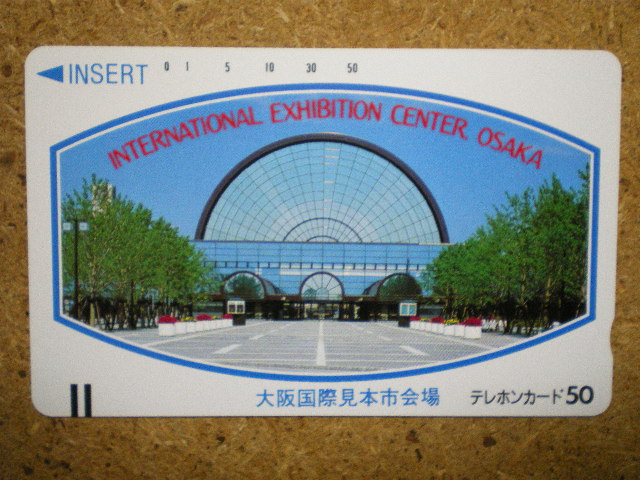 INSERT 0 1 5 10 30 50
INTERNATIONAL EXHIBITION CENTER, OSAKA
大阪国際見本市会場 テレホンカード50